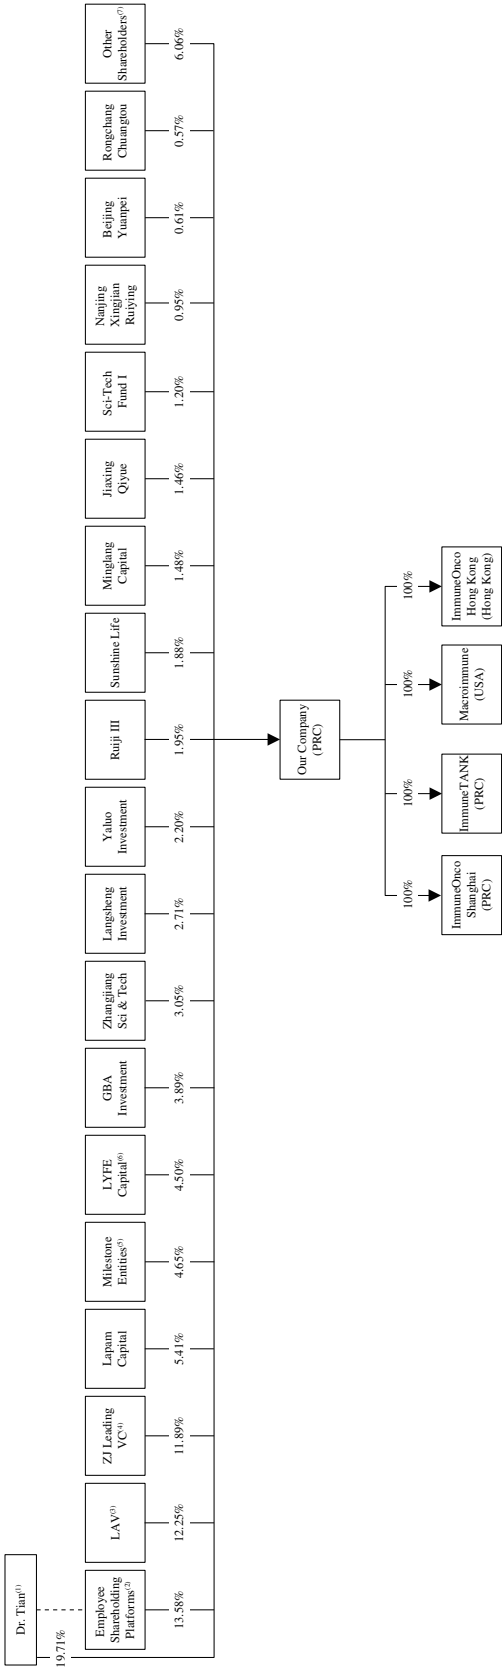 Dr. Tian(1)
19.71%
Employee
Shareholding
Platforms(2)
13.58%
LAV(3)
12.25%
ZJ Leading
VC(4)
11.89%
Lapam
Capital
5.41%
Milestone
Entities(5)
4.65%
LYFE
Capital(6)
4.50%
GBA
Investment
3.89%
Zhangjiang
Sci & Tech
3.05%
Langsheng
Investment
2.71%
Yaluo
Investment
2.20%
Ruiji III
1.95%
Sunshine Life
1.88%
Minglang
Capital
1.48%
Jiaxing
Qiyue
1.46%
Sci-Tech
Fund I
1.20%
Nanjing
Xingjian
Ruiying
0.95%
Beijing
Yuanpei
0.61%
Rongchang
Chuangtou
0.57%
Other
Shareholders(7)
6.06%
Our Company
(PRC)
100%
ImmuneOnco
Shanghai
(PRC)
100%
ImmuneTANK
(PRC)
100%
Macroimmune
(USA)
100%
ImmuneOnco
Hong Kong
(Hong Kong)